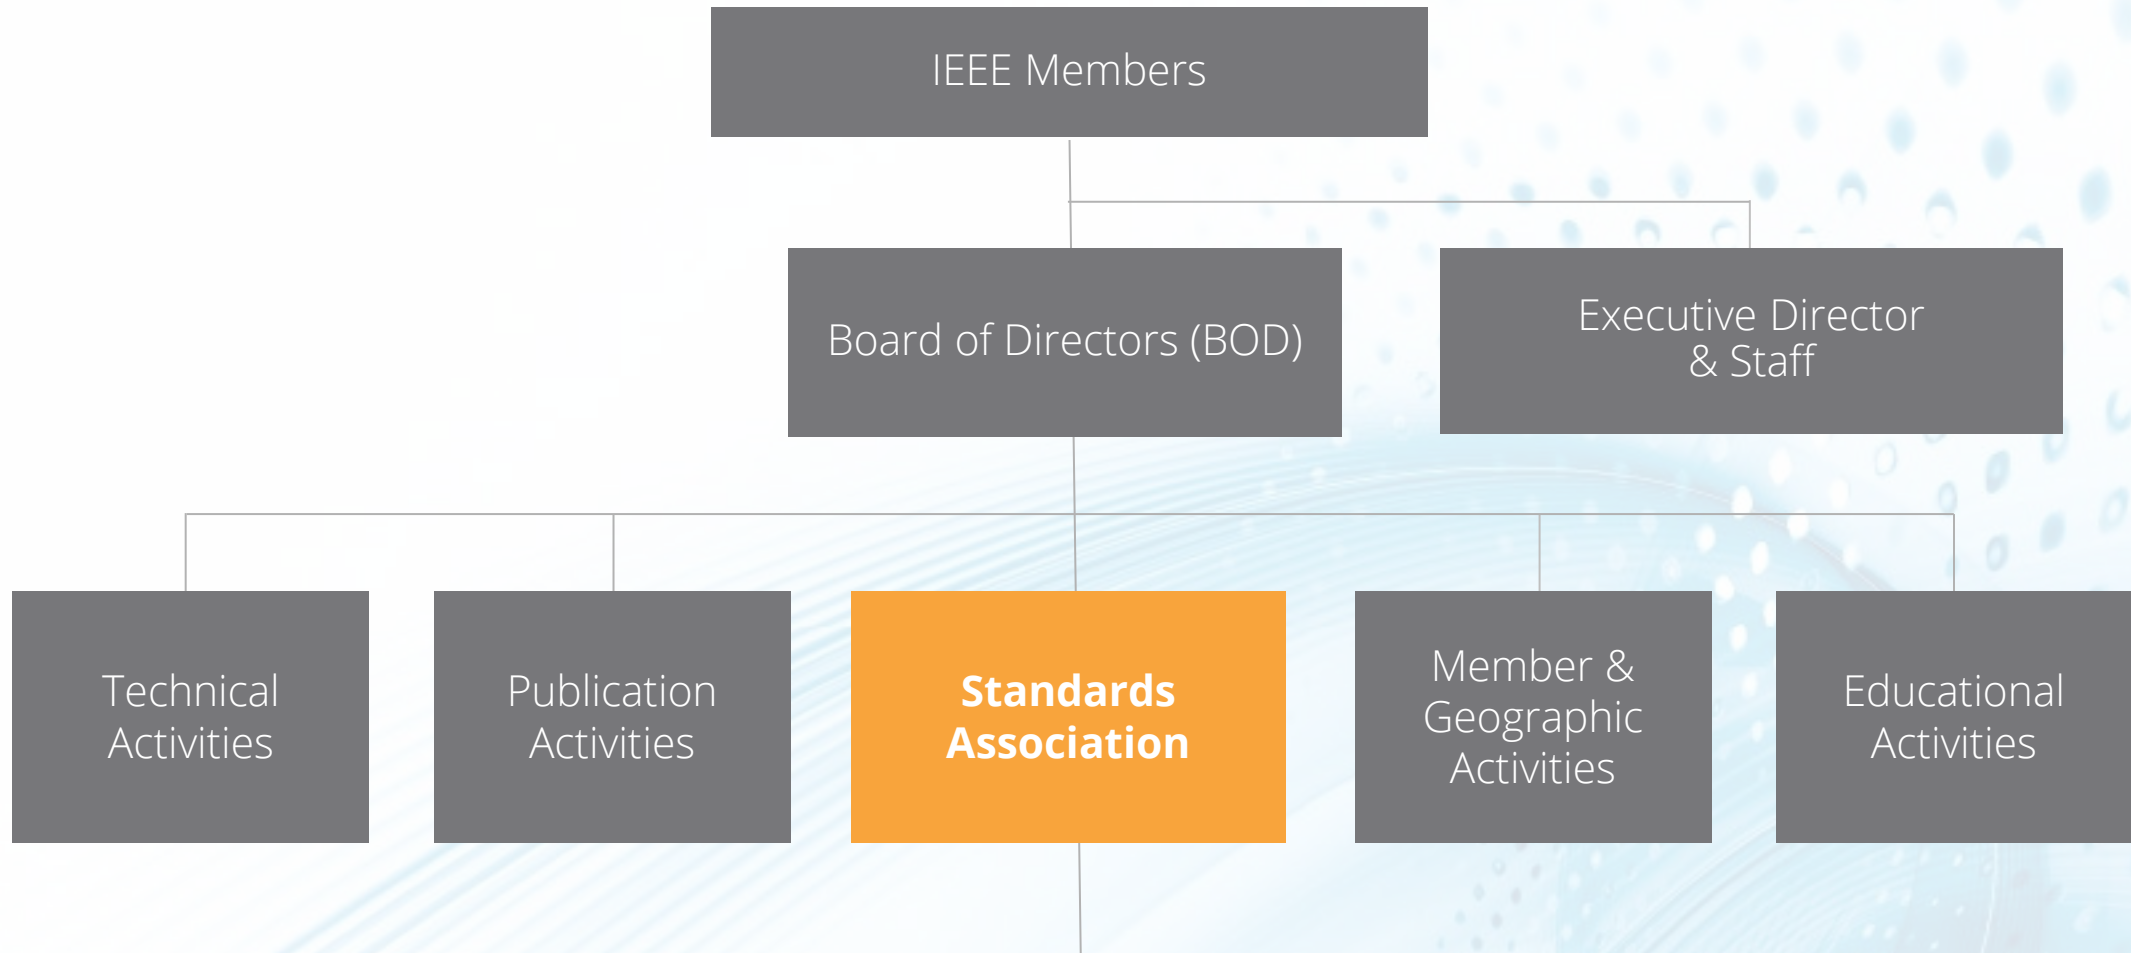 IEEE Members
Board of Directors (BOD)
Executive Director
& Staff
Technical
Activities
Publication
Activities
Standards
Association
Member &
Geographic
Activities
Educational
Activities